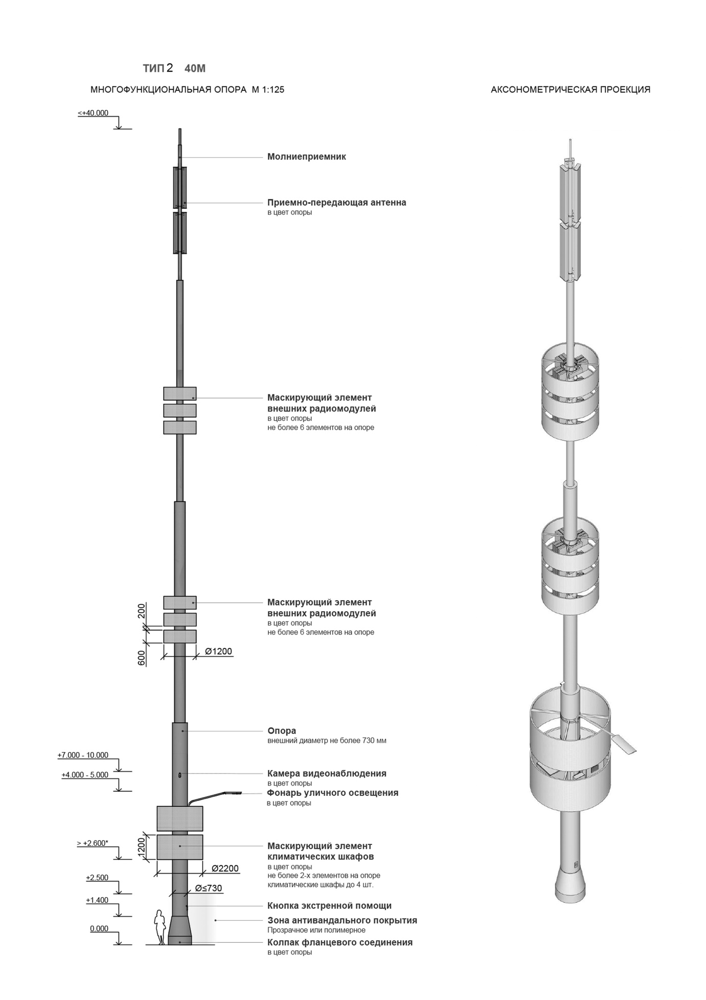 ТИП 2 40М
МНОГОФУНКЦИОНАЛЬНАЯ ОПОРА М 1:125
АКСОНОМЕТРИЧЕСКАЯ ПРОЕКЦИЯ
<+40.000
Молниеприемник
Приемно-передающая антенна
в цвет опоры
Маскирующий элемент
внешних радиомодулей
в цвет опоры
не более 6 элементов на опоре
Маскирующий элемент
внешних радиомодулей
в цвет опоры
не более 6 элементов на опоре
200
600
Ø1200
Опора
внешний диаметр не более 730 мм
+7.000 - 10.000
+4.000 - 5.000
Камера видеонаблюдения
в цвет опоры
Фонарь уличного освещения
в цвет опоры
> +2.600*
1200
Маскирующий элемент
климатических шкафов
в цвет опоры
не более 2-х элементов на опоре
климатические шкафы до 4 шт.
Ø2200
+2.500
Ø≤730
+1.400
Кнопка экстренной помощи
Зона антивандального покрытия
Прозрачное или полимерное
0.000
Колпак фланцевого соединения
в цвет опоры